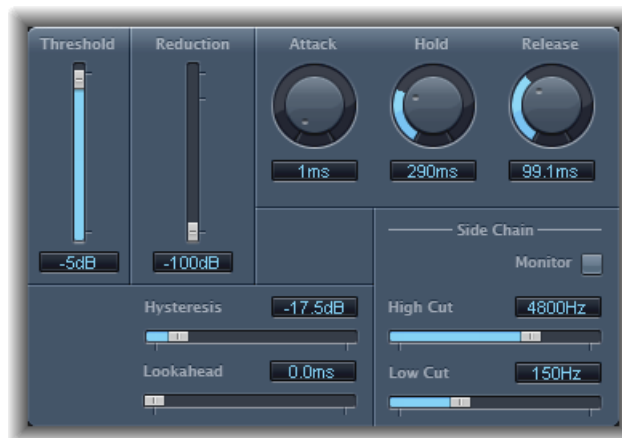 Threshold Reduction Attack Hold Release
1ms 290ms 99.1ms
Side Chain
-5dB -100dB Monitor
Hysteresis -17.5dB High Cut 4800Hz
Lookahead 0.0ms Low Cut 150Hz